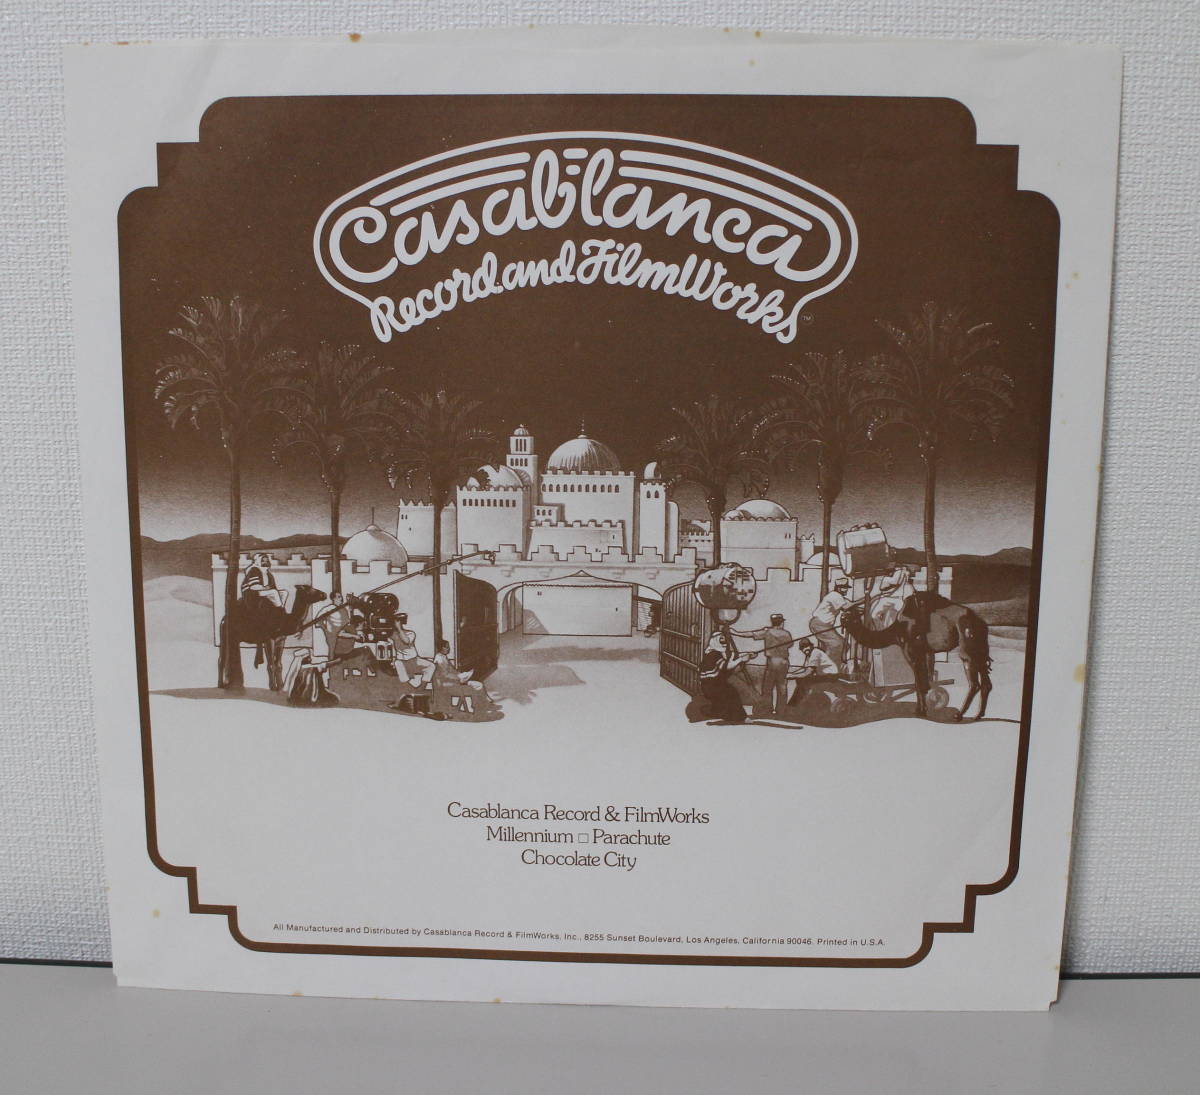 Casablanca
Record and FilmWorks
TM
Casablanca Record & FilmWorks
Millennium □ Parachute
Chocolate City
All Manufactured and Distributed by Casablanca Record & FilmWorks, Inc., 8255 Sunset Boulevard, Los Angeles, California 90046. Printed in U.S.A.